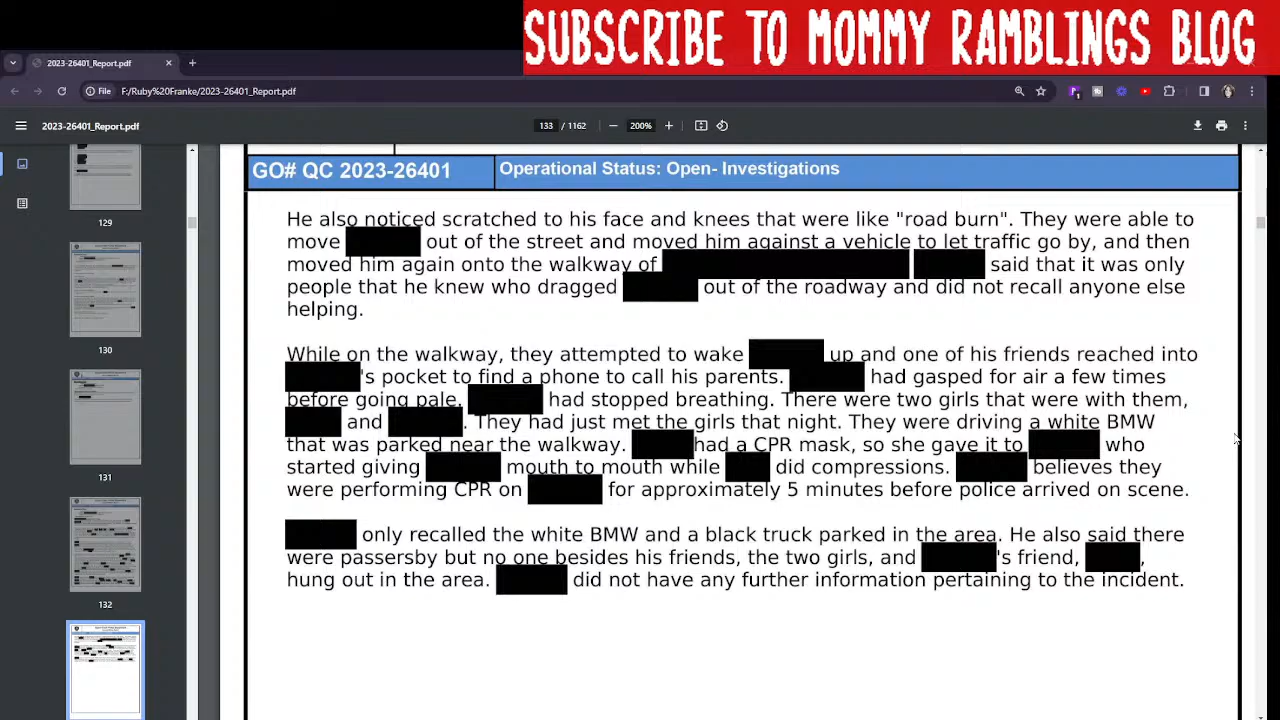 SUBSCRIBE TO MOMMY RAMBLINGS BLOG
2023-26401_Report.pdf
File F:/Ruby%20Franke/2023-26401_Report.pdf
2023-26401_Report.pdf 133 / 1162 200%
129
130
131
132
GO# QC 2023-26401 Operational Status: Open- Investigations
He also noticed scratched to his face and knees that were like "road burn". They were able to
move out of the street and moved him against a vehicle to let traffic go by, and then
moved him again onto the walkway of said that it was only
people that he knew who dragged out of the roadway and did not recall anyone else
helping.
While on the walkway, they attempted to wake up and one of his friends reached into
's pocket to find a phone to call his parents. had gasped for air a few times
before going pale. had stopped breathing. There were two girls that were with them,
and . They had just met the girls that night. They were driving a white BMW
that was parked near the walkway. had a CPR mask, so she gave it to who
started giving mouth to mouth while did compressions. believes they
were performing CPR on for approximately 5 minutes before police arrived on scene.
only recalled the white BMW and a black truck parked in the area. He also said there
were passersby but no one besides his friends, the two girls, and 's friend, ,
hung out in the area. did not have any further information pertaining to the incident.